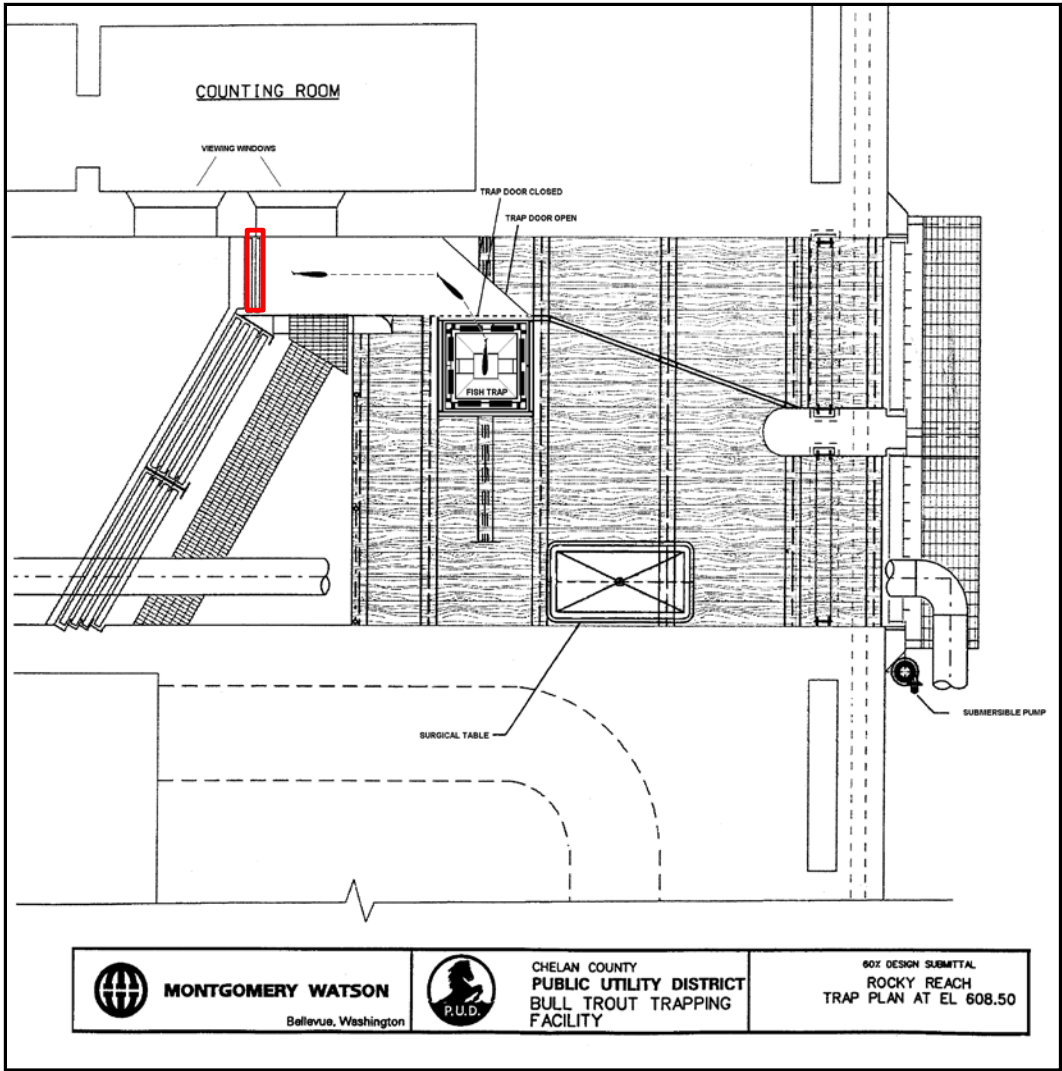 COUNTING ROOM
VIEWING WINDOWS
TRAP DOOR CLOSED
TRAP DOOR OPEN
FISH TRAP
SURGICAL TABLE
SUBMERSIBLE PUMP
MONTGOMERY WATSON
Bellevue, Washington
P.U.D.
CHELAN COUNTY
PUBLIC UTILITY DISTRICT
BULL TROUT TRAPPING
FACILITY
60% DESIGN SUBMITTAL
ROCKY REACH
TRAP PLAN AT EL 608.50